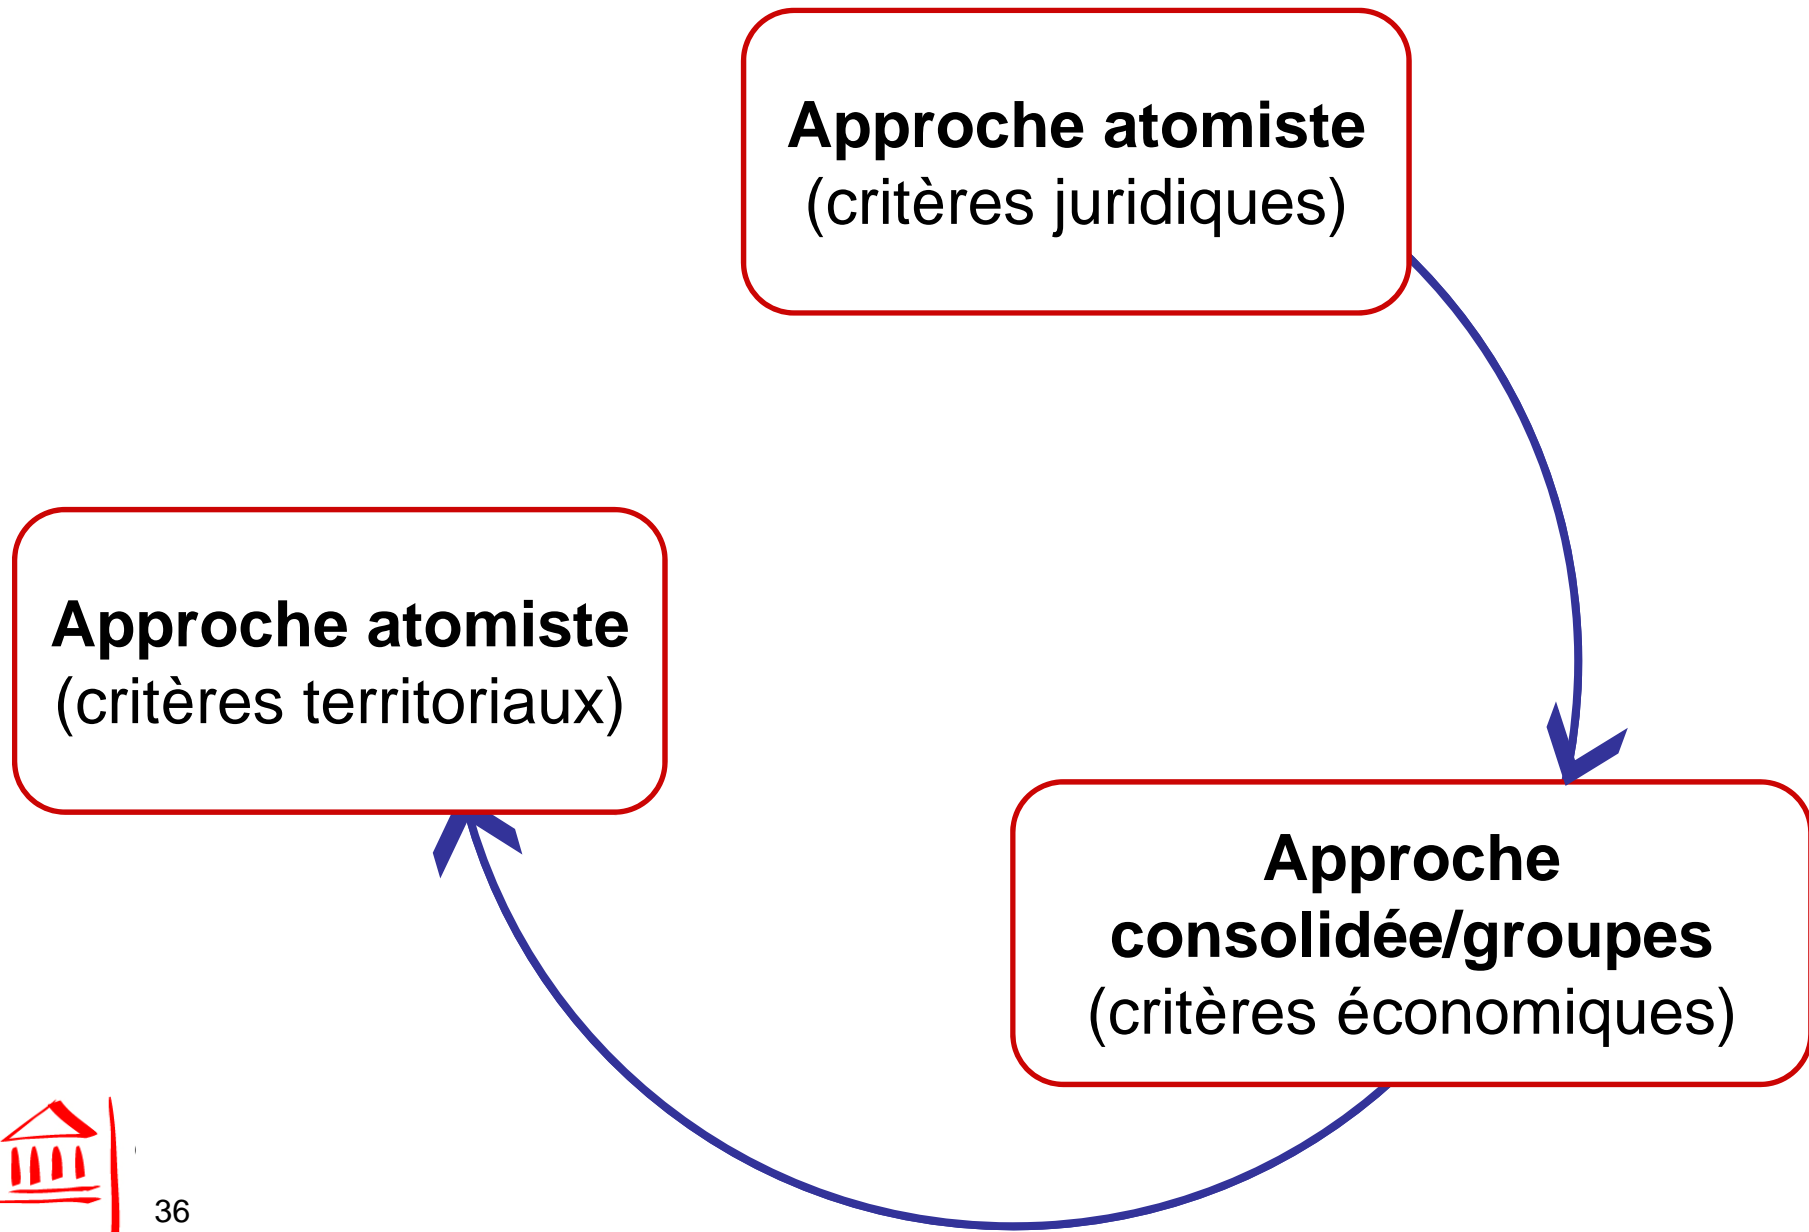 Approche atomiste
(critères juridiques)
Approche atomiste
(critères territoriaux)
Approche
consolidée/groupes
(critères économiques)
36